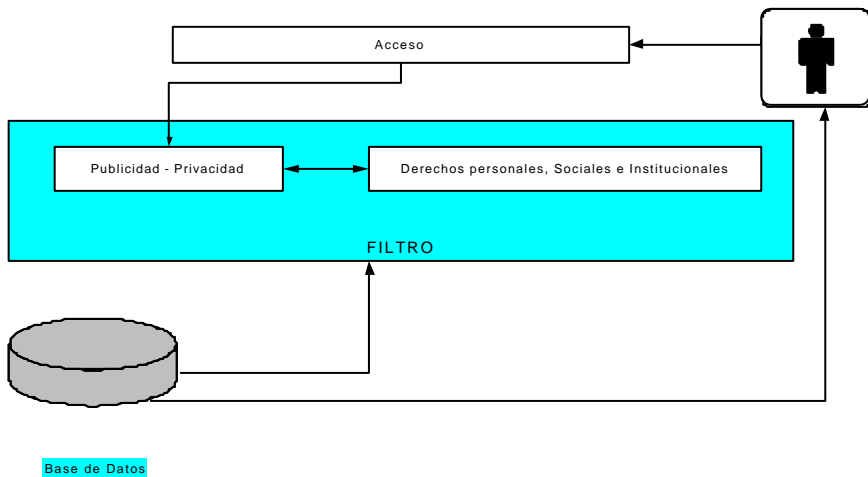 Acceso
Publicidad - Privacidad
Derechos personales, Sociales e Institucionales
FILTRO
Base de Datos